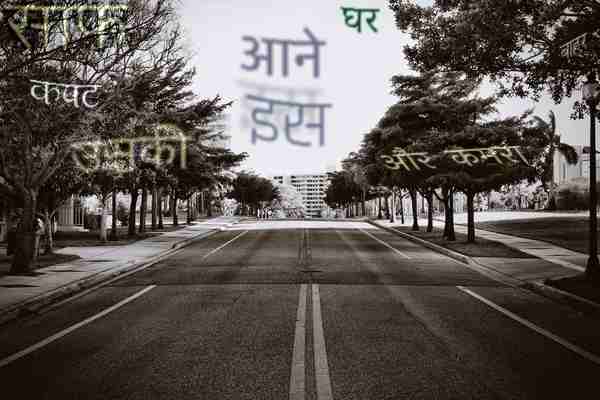 साफ
घर
आने
कपट
इस
उसकी
और कमरा